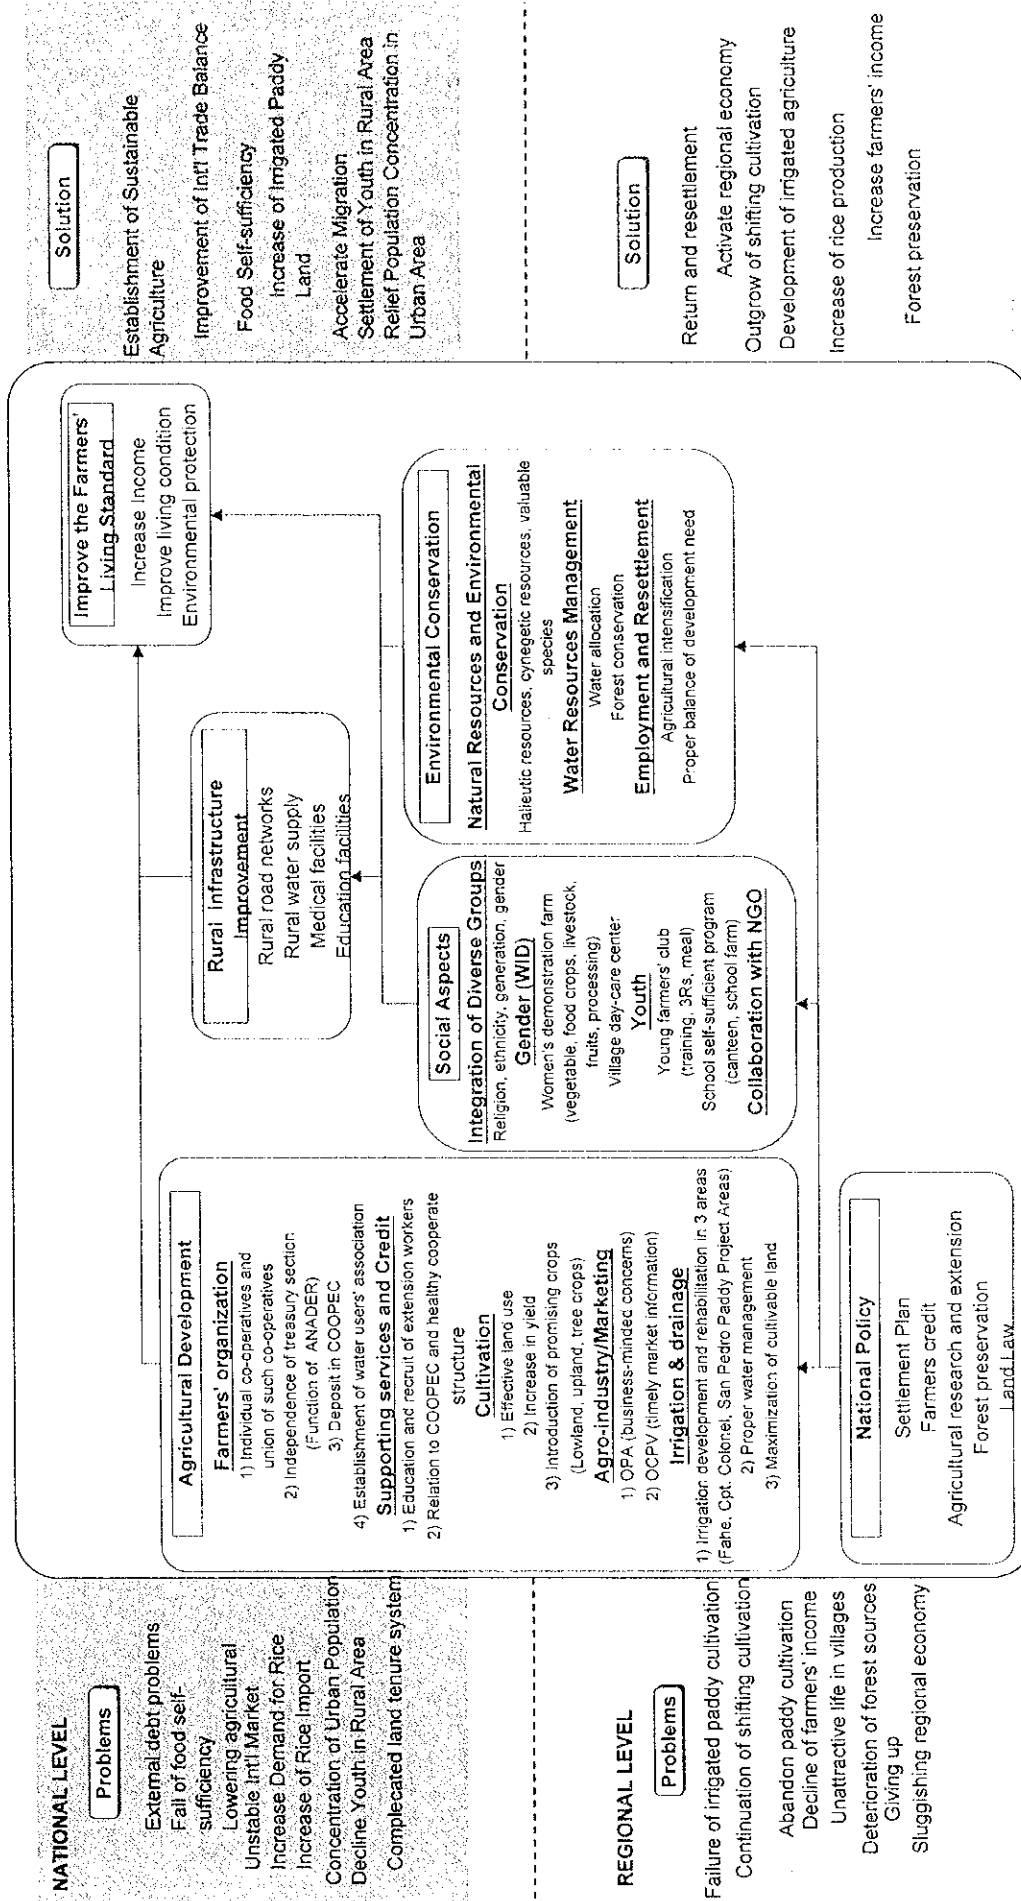 NATIONAL LEVEL
Problems
External debt problems
Fall of food self-
sufficiency
Lowering agricultural
Unstable Int'l Market
Increase Demand for Rice
Increase of Rice Import
Concentration of Urban Population
Decline Youth in Rural Area
Complecated land tenure system
REGIONAL LEVEL
Problems
Failure of irrigated paddy cultivation
Continuation of shifting cultivation
Abandon paddy cultivation
Decline of farmers' income
Unattractive life in villages
Deterioration of forest sources
Giving up
Sluggishing regional economy
Agricultural Development
Farmers' organization
1) Individual co-operatives and
union of such co-operatives
2) Independence of treasury section
(Function of ANADER)
3) Deposit in COOPEC
4) Establishment of water users' association
Supporting services and Credit
1) Education and recruit of extension workers
2) Relation to COOPEC and healthy cooperate
structure
Cultivation
1) Effective land use
2) Increase in yield
3) Introduction of promising crops
(Lowland, upland, tree crops)
Agro-industry/Marketing
1) OPA (business-minded concerns)
2) OCPV (timely market information)
Irrigation & drainage
1) Irrigation development and rehabilitation in 3 areas
(Fahe, Cpt. Colonel, San Pedro Paddy Project Areas)
2) Proper water management
3) Maximization of cultivable land
National Policy
Settlement Plan
Farmers credit
Agricultural research and extension
Forest preservation
Land Law
Rural Infrastructure
Improvement
Rural road networks
Rural water supply
Medical facilities
Education facilities
Social Aspects
Integration of Diverse Groups
Religion, ethnicity, generation, gender
Gender (WID)
Women's demonstration farm
(vegetable, food crops, livestock,
fruits, processing)
Village day-care center
Youth
Young farmers' club
(training, 3Rs, meal)
School self-sufficient program
(canteen, school farm)
Collaboration with NGO
Improve the Farmers'
Living Standard
Increase Income
Improve living condition
Environmental protection
Environmental Conservation
Natural Resources and Environmental
Conservation
Halieutic resources, cynegetic resources, valuable
species
Water Resources Management
Water allocation
Forest conservation
Employment and Resettlement
Agricultural intensification
Proper balance of development need
Solution
Establishment of Sustainable
Agriculture
Improvement of Int'l Trade Balance
Food Self-sufficiency
Increase of Irrigated Paddy
Land
Accelerate Migration
Settlement of Youth in Rural Area
Relief Population Concentration in
Urban Area
Solution
Return and resettlement
Activate regional economy
Outgrow of shifting cultivation
Development of irrigated agriculture
Increase of rice production
Increase farmers' income
Forest preservation